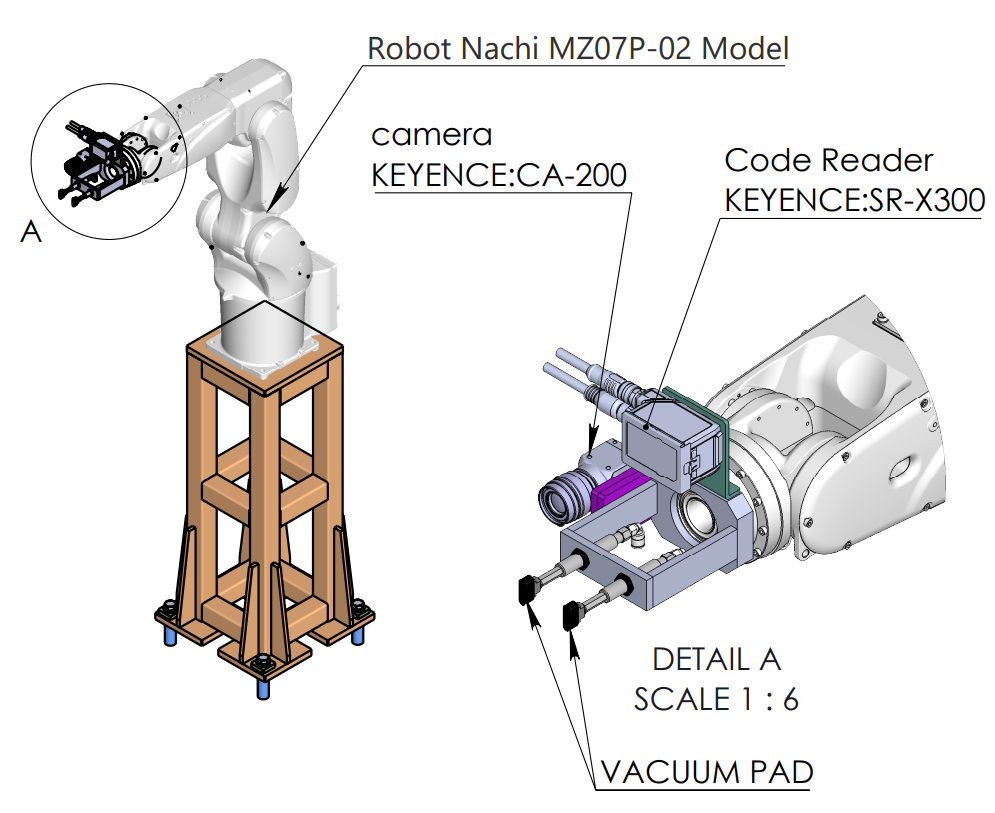 Robot Nachi MZ07P-02 Model
camera
KEYENCE:CA-200
Code Reader
KEYENCE:SR-X300
A
DETAIL A
SCALE 1 : 6
VACUUM PAD